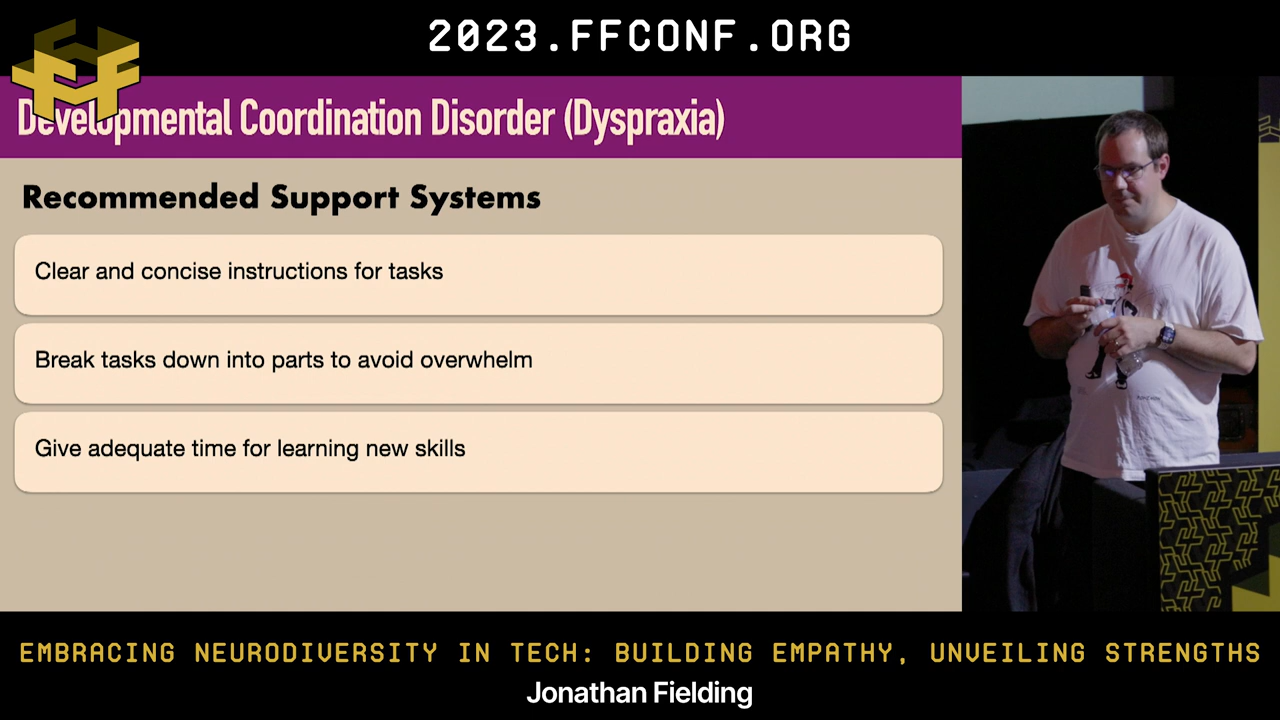 2023.FFCONF.ORG
Developmental Coordination Disorder (Dyspraxia)
Recommended Support Systems
Clear and concise instructions for tasks
Break tasks down into parts to avoid overwhelm
Give adequate time for learning new skills
EMBRACING NEURODIVERSITY IN TECH: BUILDING EMPATHY, UNVEILING STRENGTHS
Jonathan Fielding